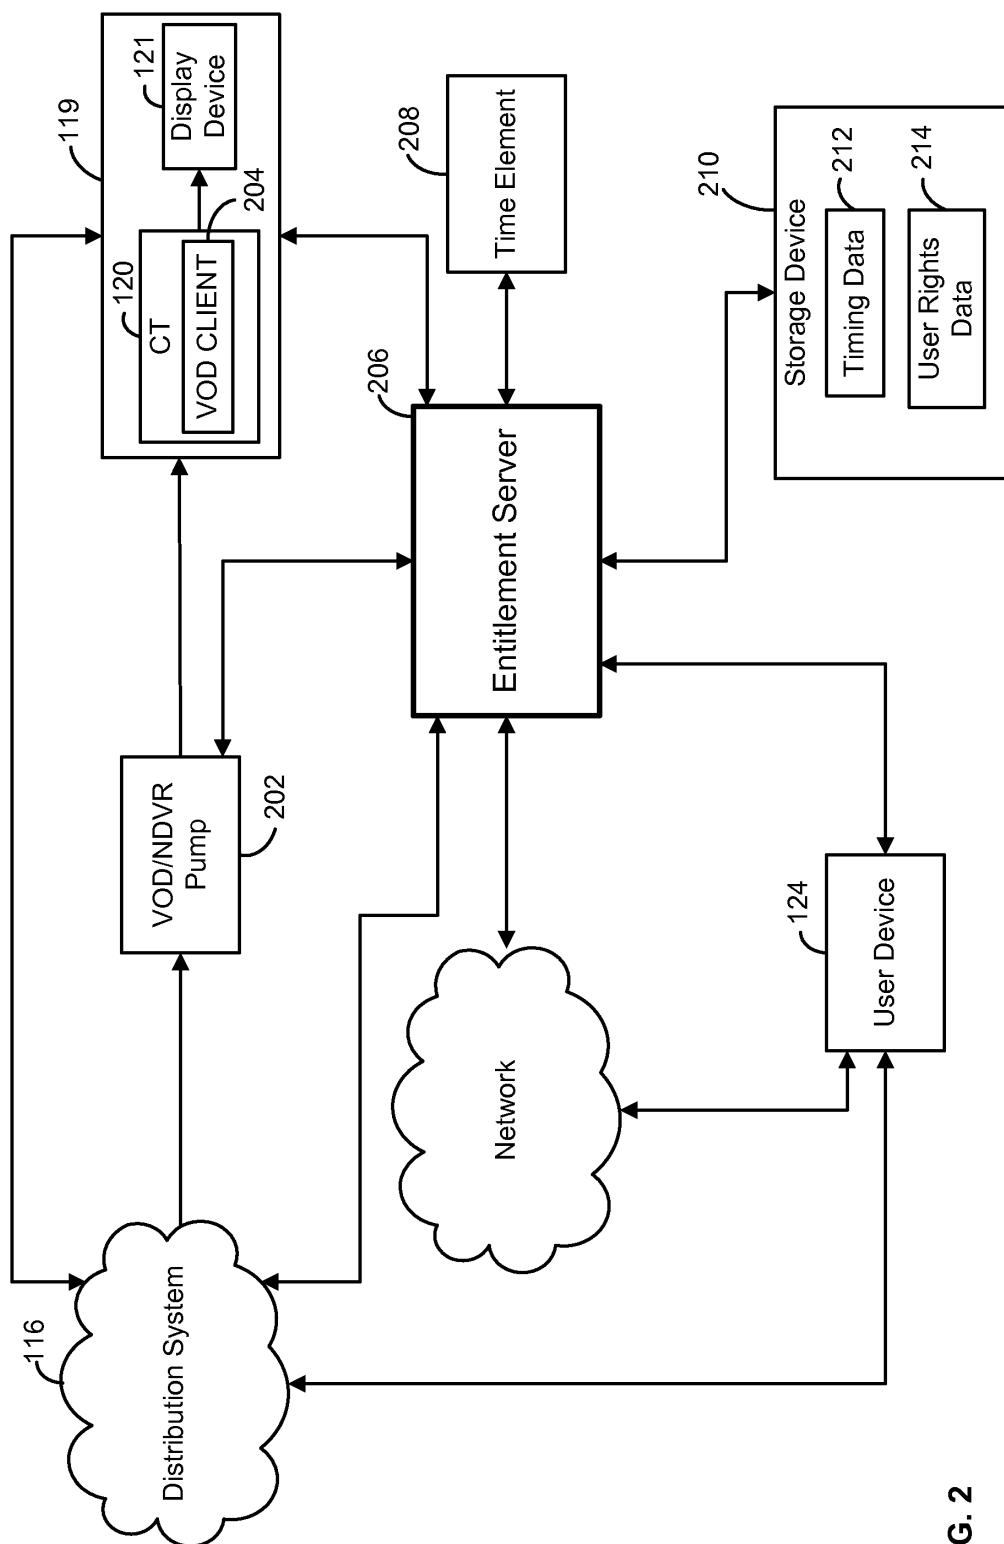 119
121
Display
Device
120
CT
VOD CLIENT
204
208
Time Element
210
Storage Device
212
Timing Data
214
User Rights
Data
206
Entitlement Server
VOD/NDVR
Pump
202
Network
124
User Device
116
Distribution System
G. 2